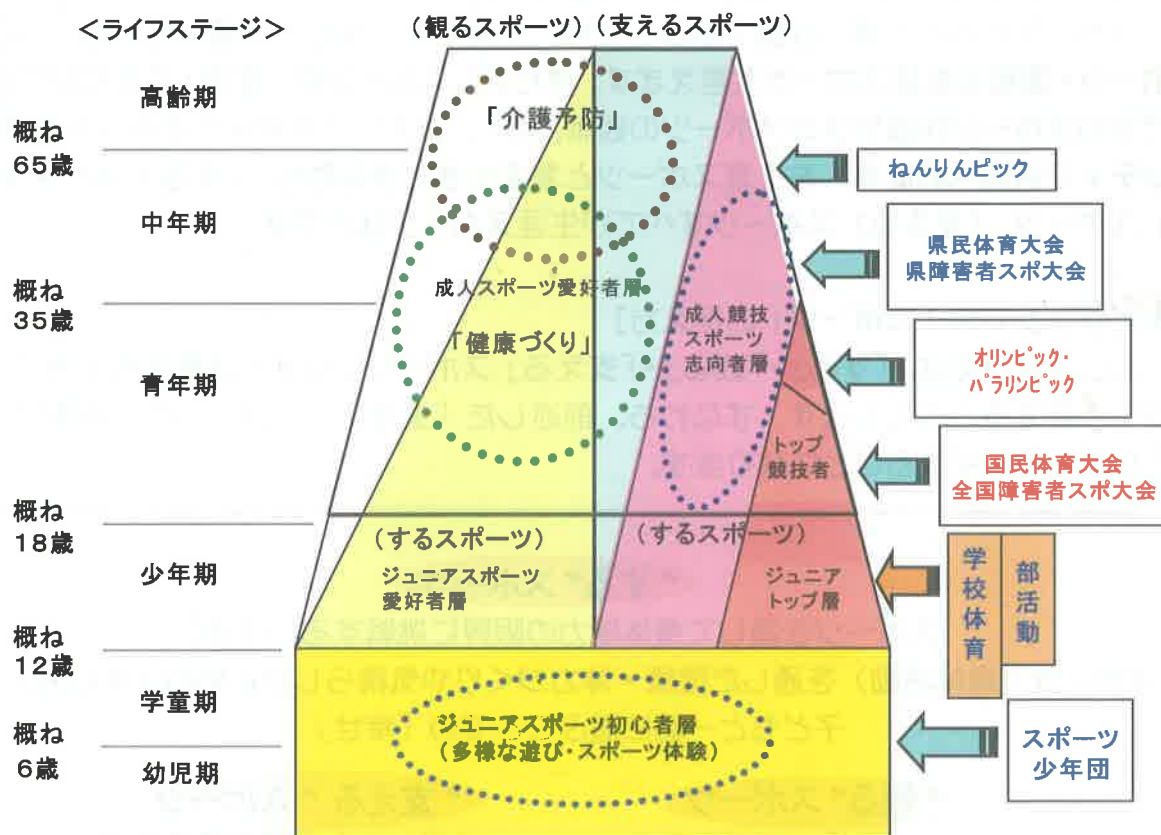 <ライフステージ>
(観るスポーツ)(支えるスポーツ)
高齢期
概ね
65歳
中年期
概ね
35歳
青年期
概ね
18歳
少年期
概ね
12歳
学童期
概ね
6歳
幼児期
「介護予防」
成人スポーツ愛好者層
「健康づくり」
成人競技
スポーツ
志向者層
トップ
競技者
(するスポーツ)
(するスポーツ)
ジュニアスポーツ
愛好者層
ジュニア
トップ層
ジュニアスポーツ初心者層
(多様な遊び・スポーツ体験)
ねんりんピック
県民体育大会
県障害者スポ大会
オリンピック・
パラリンピック
国民体育大会
全国障害者スポ大会
学校体育
部活動
スポーツ
少年団